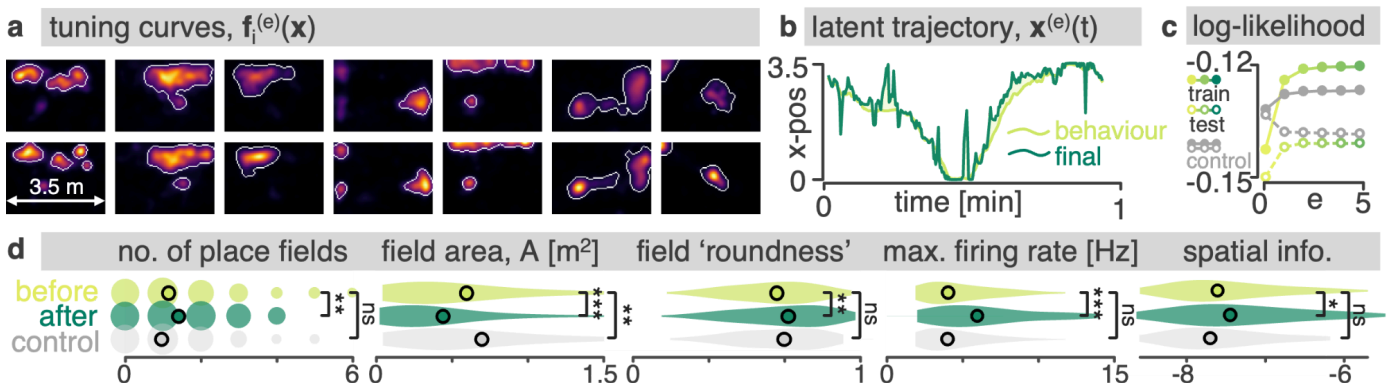 a tuning curves, fᵢ⁽ᵉ⁾(x)
3.5 m
b latent trajectory, x⁽ᵉ⁾(t)
3.5
x-pos
0
behaviour
final
0 time [min] 1
c log-likelihood
-0.12
train
test
control
-0.15
0 e 5
d no. of place fields field area, A [m²] field ‘roundness’ max. firing rate [Hz] spatial info.
before
after
control
** ns
*** **
** ns
*** ns
* ns
0 6 0 1.5 0 1 0 15 -8 -6